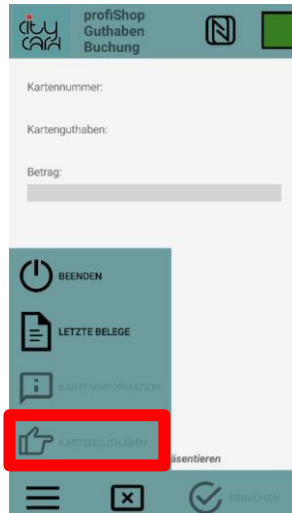 city
card
profiShop
Guthaben
Buchung
Kartennummer:
Kartenguthaben:
Betrag:
BEENDEN
LETZTE BELEGE
KARTENINFORMATION
KARTENGUTHABEN
äsentieren
ABBUCHEN